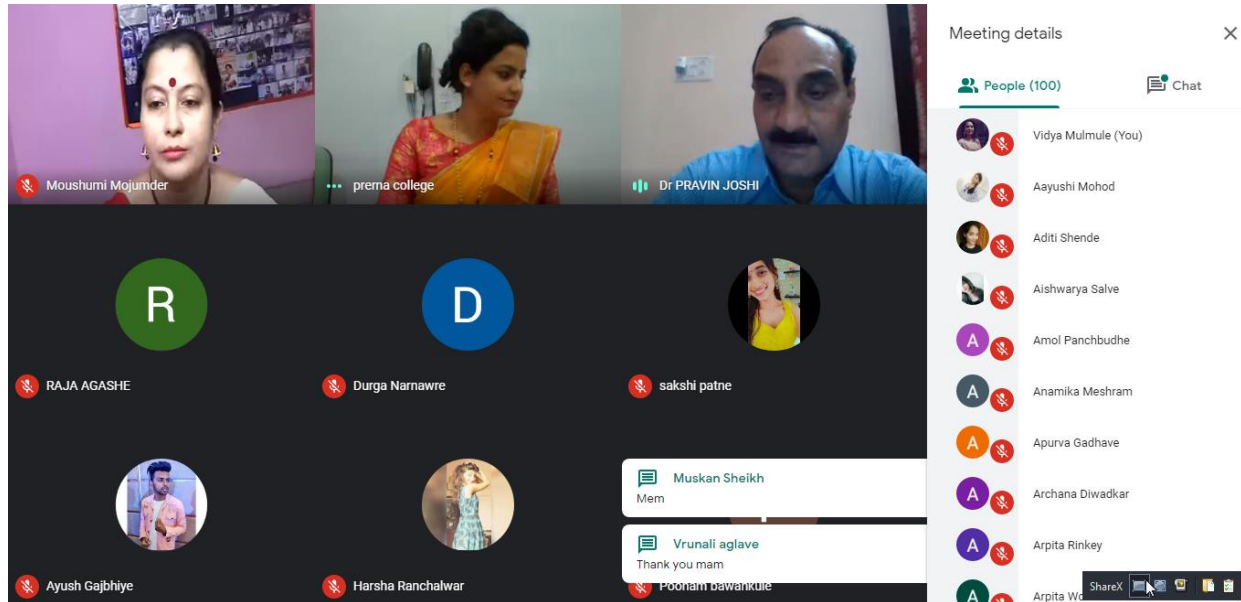 Moushumi Mojumder
prerna college
Dr PRAVIN JOSHI
R
RAJA AGASHE
D
Durga Narnawre
sakshi patne
Ayush Gajbhiye
Harsha Ranchalwar
Muskan Sheikh
Mem
Vrunali aglave
Thank you mam
Poonam bawankule
Meeting details
People (100)
Chat
Vidya Mulmule (You)
Aayushi Mohod
Aditi Shende
Aishwarya Salve
A
Amol Panchbudhe
A
Anamika Meshram
A
Apurva Gadhave
A
Archana Diwadkar
A
Arpita Rinkey
A
Arpita Wo
ShareX